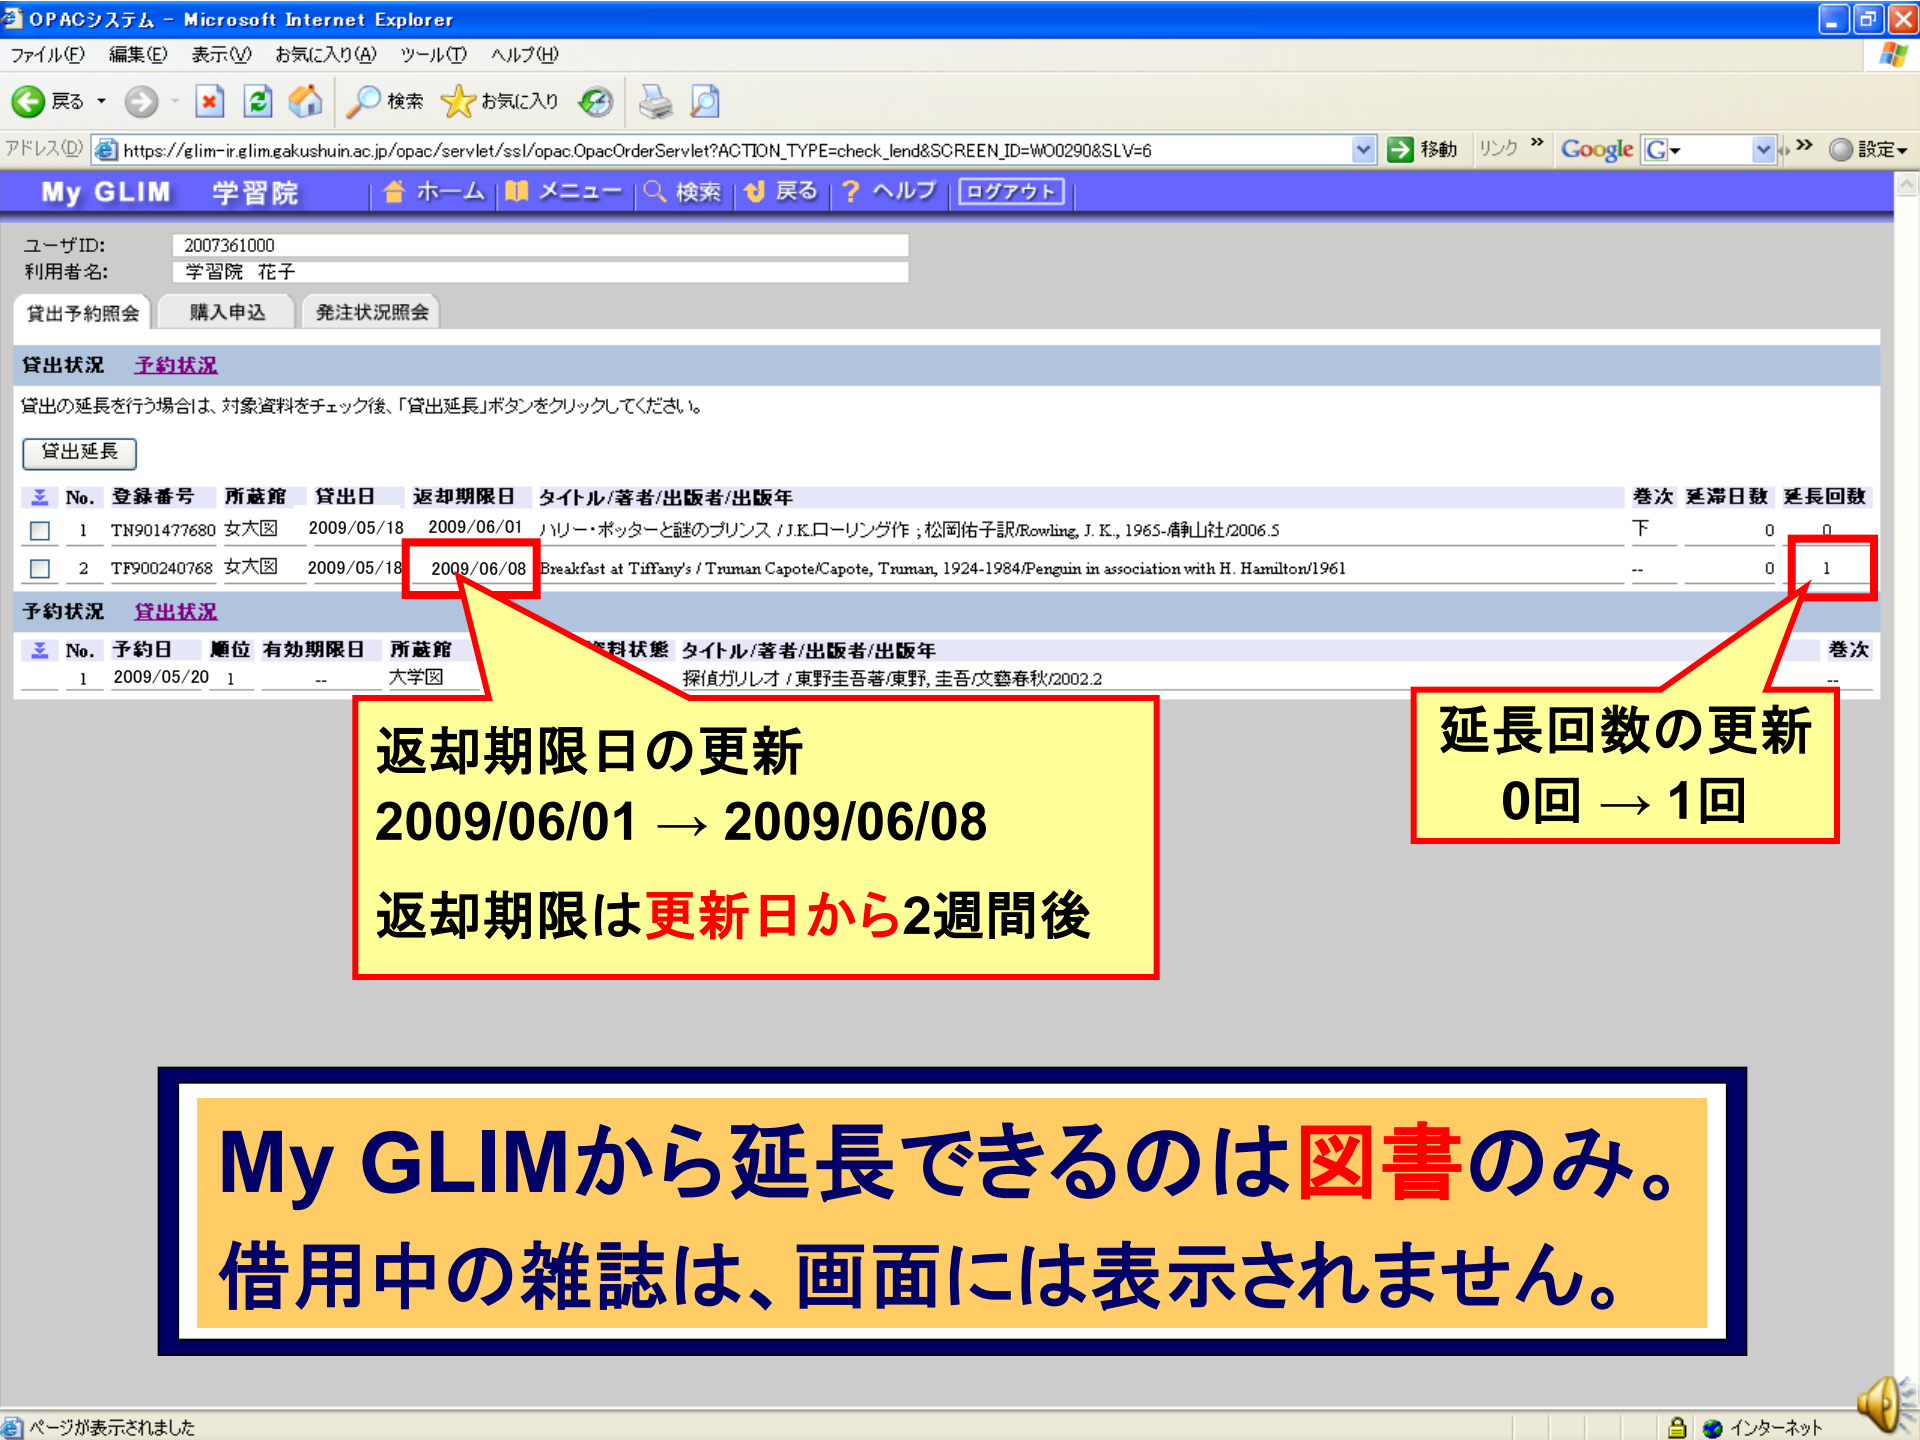 OPACシステム - Microsoft Internet Explorer
ファイル(F) 編集(E) 表示(V) お気に入り(A) ツール(T) ヘルプ(H)
戻る 検索 お気に入り
アドレス(D) https://glim-ir.glim.gakushuin.ac.jp/opac/servlet/ssl/opac.OpacOrderServlet?ACTION_TYPE=check_lend&SCREEN_ID=WO0290&SLV=6 移動 リンク » Google G » 設定
My GLIM 学習院 ホーム メニュー 検索 戻る ? ヘルプ ログアウト
ユーザID: 2007361000
利用者名: 学習院 花子
貸出予約照会 購入申込 発注状況照会
貸出状況 予約状況
貸出の延長を行う場合は、対象資料をチェック後、「貸出延長」ボタンをクリックしてください。
貸出延長
No. 登録番号 所蔵館 貸出日 返却期限日 タイトル/著者/出版者/出版年 巻次 延滞日数 延長回数
1 TN901477680 女大図 2009/05/18 2009/06/01 ハリー・ポッターと謎のプリンス / J.K.ローリング作 ; 松岡佑子訳/Rowling, J. K., 1965-/静山社/2006.5 下 0 0
2 TF900240768 女大図 2009/05/18 2009/06/08 Breakfast at Tiffany's / Truman Capote/Capote, Truman, 1924-1984/Penguin in association with H. Hamilton/1961 -- 0 1
予約状況 貸出状況
No. 予約日 順位 有効期限日 所蔵館 資料状態 タイトル/著者/出版者/出版年 巻次
1 2009/05/20 1 -- 大学図 探偵ガリレオ / 東野圭吾著/東野, 圭吾/文藝春秋/2002.2 --
返却期限日の更新
2009/06/01 → 2009/06/08
返却期限は更新日から2週間後
延長回数の更新
0回 → 1回
My GLIMから延長できるのは図書のみ。
借用中の雑誌は、画面には表示されません。
ページが表示されました インターネット